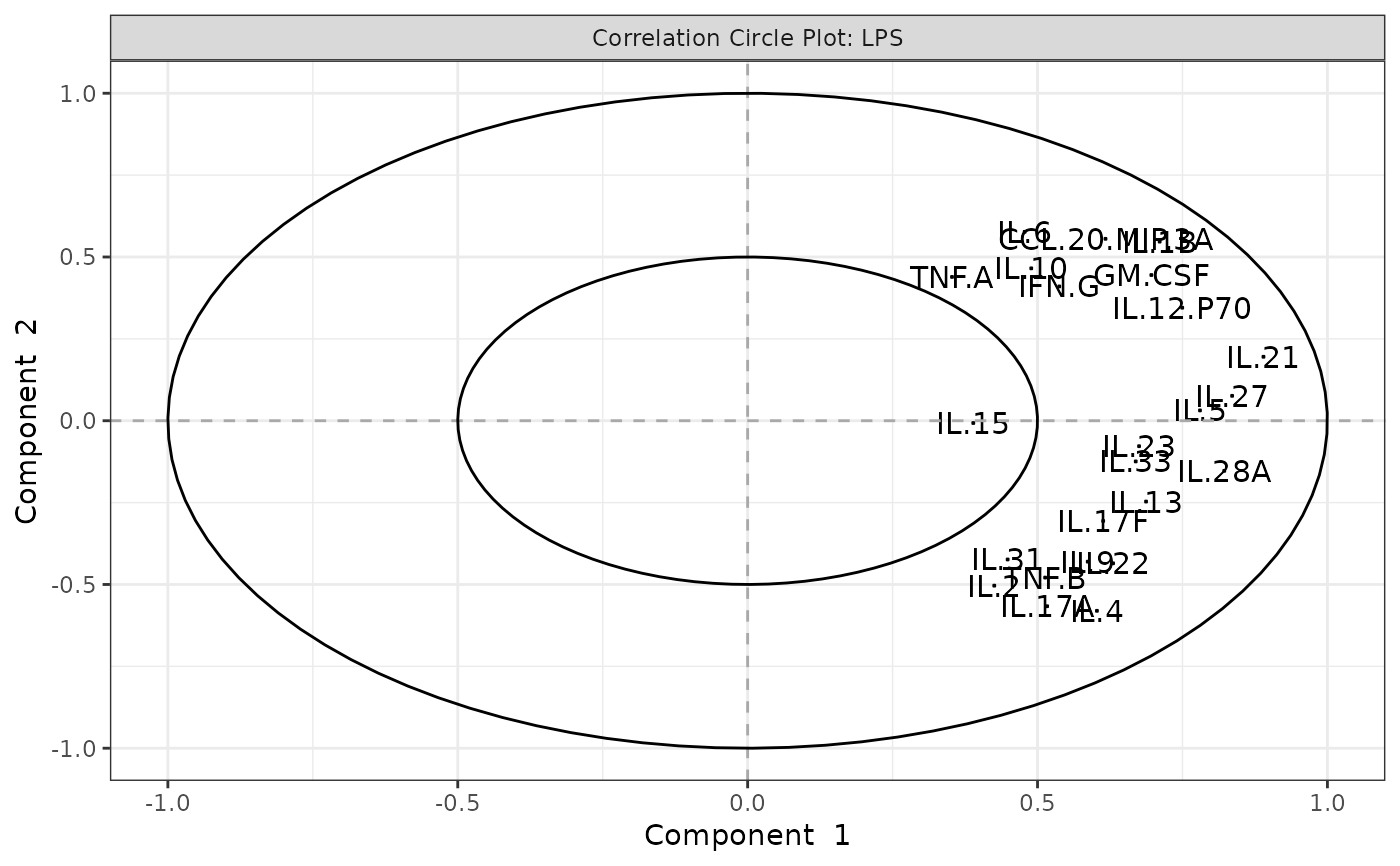 Correlation Circle Plot: LPS
1.0
0.5
0.0
-0.5
-1.0
Component 2
IL.6
CCL.20.MIP.3A
IL.1B
IL.10
TNF.A
GM.CSF
IFN.G
IL.12.P70
IL.21
IL.27
IL.5
IL.15
IL.23
IL.33
IL.28A
IL.13
IL.17F
IL.31
IL.9
IL.22
TNF.B
IL.2
IL.17A
IL.4
-1.0
-0.5
0.0
0.5
1.0
Component 1